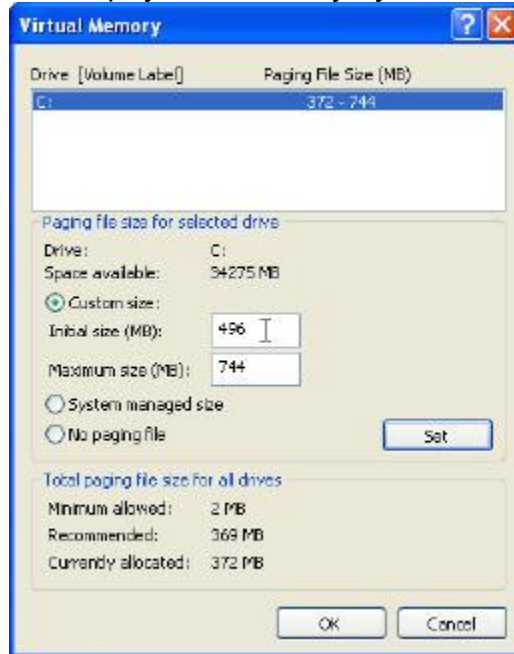 Virtual Memory
Drive [Volume Label] Paging File Size (MB)
C: 372 - 744
Paging file size for selected drive
Drive: C:
Space available: 34275 MB
Custom size:
Initial size (MB): 496
Maximum size (MB): 744
System managed size
No paging file
Set
Total paging file size for all drives
Minimum allowed: 2 MB
Recommended: 369 MB
Currently allocated: 372 MB
OK Cancel